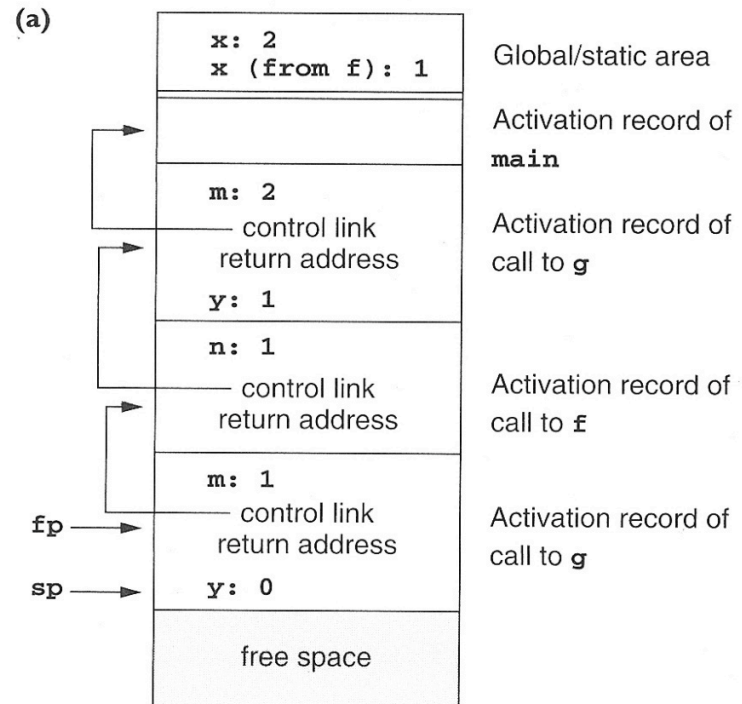 (a)
x: 2
x (from f): 1
Global/static area
Activation record of
main
m: 2
control link
return address
y: 1
Activation record of
call to g
n: 1
control link
return address
Activation record of
call to f
m: 1
control link
return address
y: 0
Activation record of
call to g
fp
sp
free space